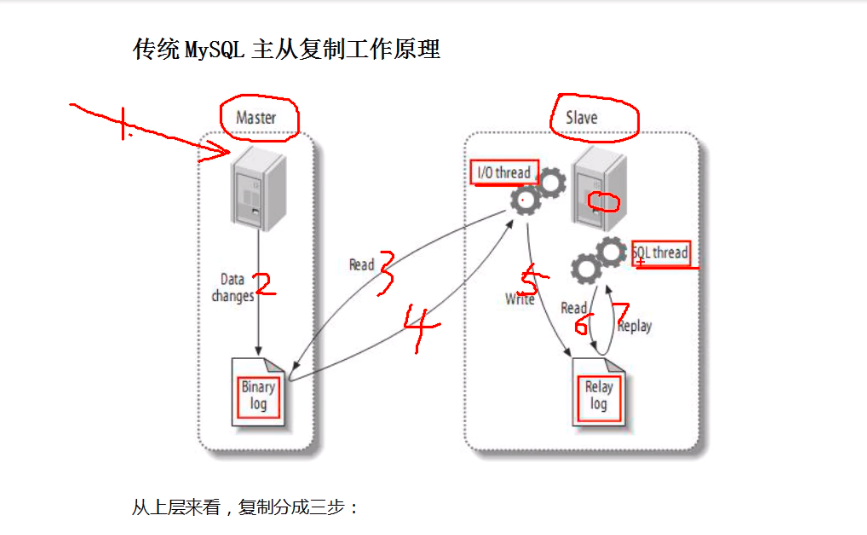 传统 MySQL 主从复制工作原理
1.
Master
Slave
I/O thread
SQL thread
Read
3
Data
changes
2
4
5
Write
Read
6
7
Replay
Binary
log
Relay
log
从上层来看，复制分成三步：